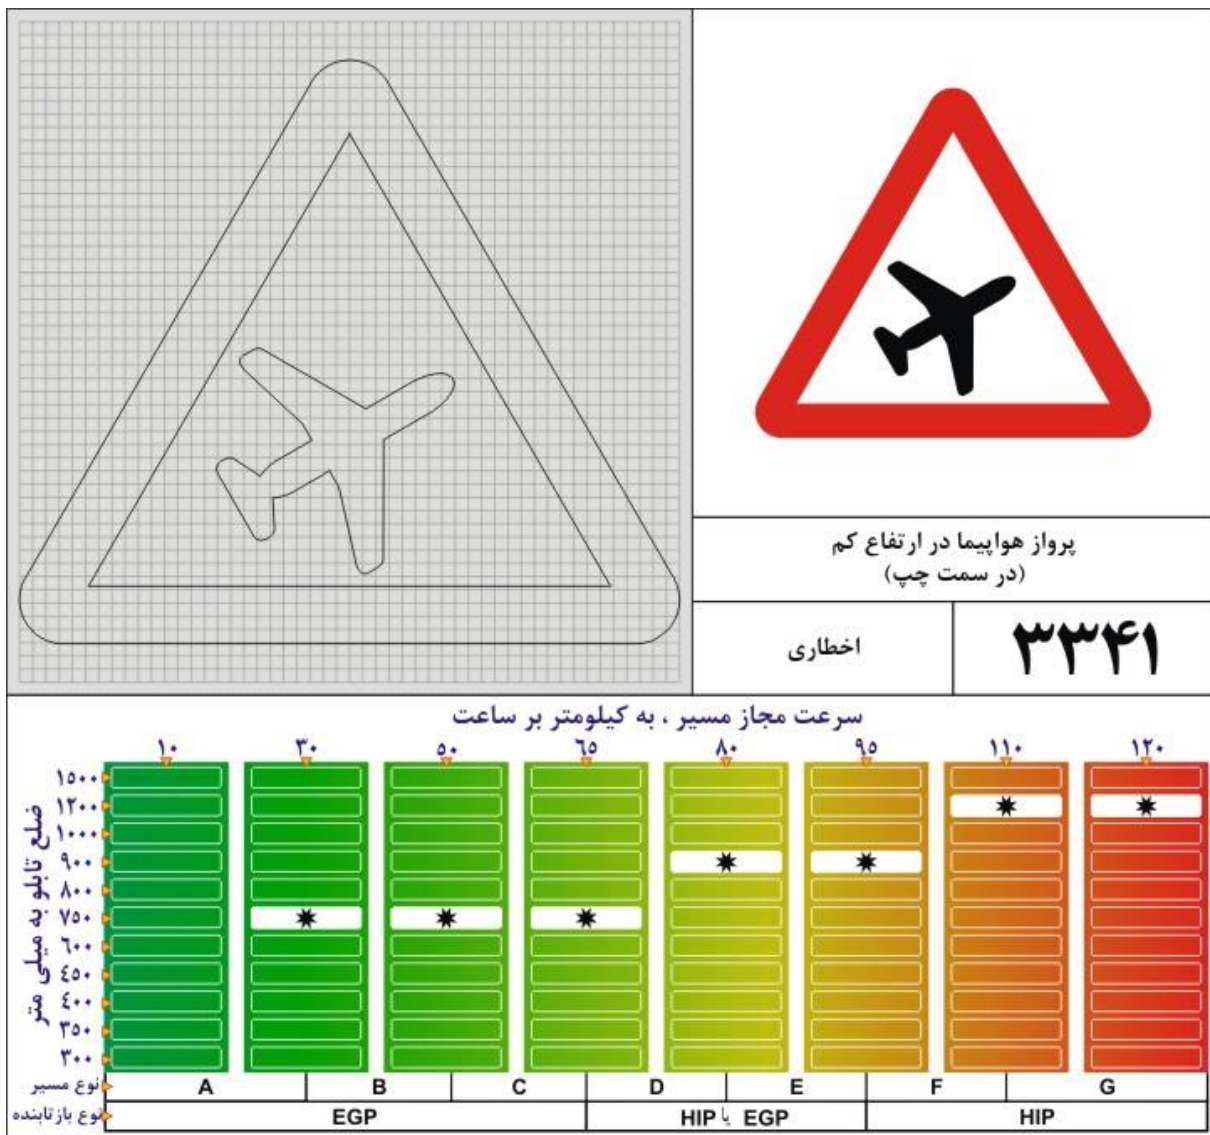 پرواز هواپیما در ارتفاع کم
(در سمت چپ)
اخطاری
۳۳۴۱
سرعت مجاز مسیر ، به کیلومتر بر ساعت
۱۰ ۳۰ ۵۰ ۶۵ ۸۰ ۹۵ ۱۱۰ ۱۲۰
ضلع تابلو به میلی متر
۱۵۰۰
۱۲۰۰
۱۰۰۰
۹۰۰
۸۰۰
۷۵۰
۶۰۰
٤۵۰
٤۰۰
۳۵۰
۳۰۰
نوع مسیر A B C D E F G
نوع بازتابنده EGP HIP یا EGP HIP